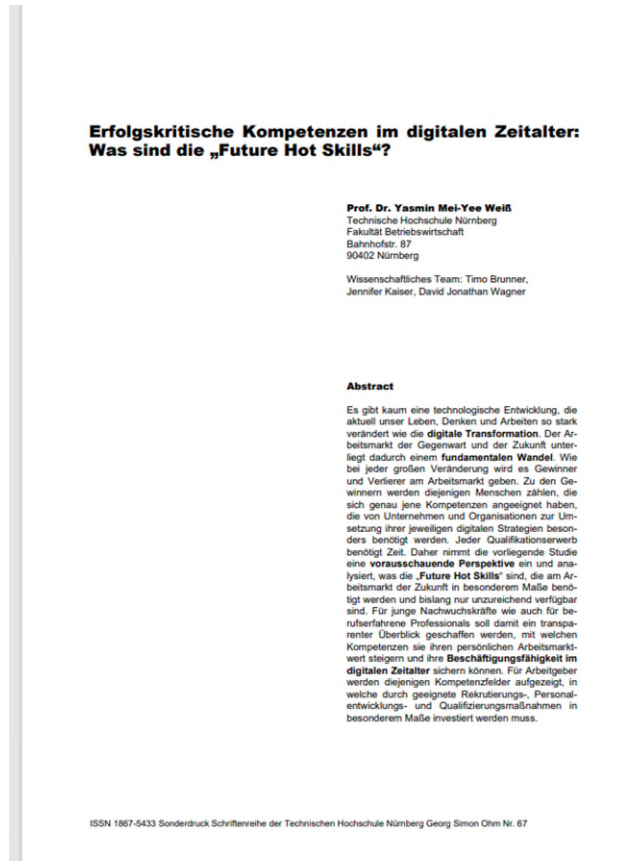 Erfolgskritische Kompetenzen im digitalen Zeitalter:
Was sind die „Future Hot Skills“?
Prof. Dr. Yasmin Mei-Yee Weiß
Technische Hochschule Nürnberg
Fakultät Betriebswirtschaft
Bahnhofstr. 87
90402 Nürnberg
Wissenschaftliches Team: Timo Brunner,
Jennifer Kaiser, David Jonathan Wagner
Abstract
Es gibt kaum eine technologische Entwicklung, die
aktuell unser Leben, Denken und Arbeiten so stark
verändert wie die digitale Transformation. Der Ar-
beitsmarkt der Gegenwart und der Zukunft unter-
liegt dadurch einem fundamentalen Wandel. Wie
bei jeder großen Veränderung wird es Gewinner
und Verlierer am Arbeitsmarkt geben. Zu den Ge-
winnern werden diejenigen Menschen zählen, die
sich genau jene Kompetenzen angeeignet haben,
die von Unternehmen und Organisationen zur Um-
setzung ihrer jeweiligen digitalen Strategien beson-
ders benötigt werden. Jeder Qualifikationserwerb
benötigt Zeit. Daher nimmt die vorliegende Studie
eine vorausschauende Perspektive ein und ana-
lysiert, was die „Future Hot Skills“ sind, die am Ar-
beitsmarkt der Zukunft in besonderem Maße benö-
tigt werden und bislang nur unzureichend verfügbar
sind. Für junge Nachwuchskräfte wie auch für be-
rufserfahrene Professionals soll damit ein transpa-
renter Überblick geschaffen werden, mit welchen
Kompetenzen sie ihren persönlichen Arbeitsmarkt-
wert steigern und ihre Beschäftigungsfähigkeit im
digitalen Zeitalter sichern können. Für Arbeitgeber
werden diejenigen Kompetenzfelder aufgezeigt, in
welche durch geeignete Rekrutierungs-, Personal-
entwicklungs- und Qualifizierungsmaßnahmen in
besonderem Maße investiert werden muss.
ISSN 1867-5433 Sonderdruck Schriftenreihe der Technischen Hochschule Nürnberg Georg Simon Ohm Nr. 67